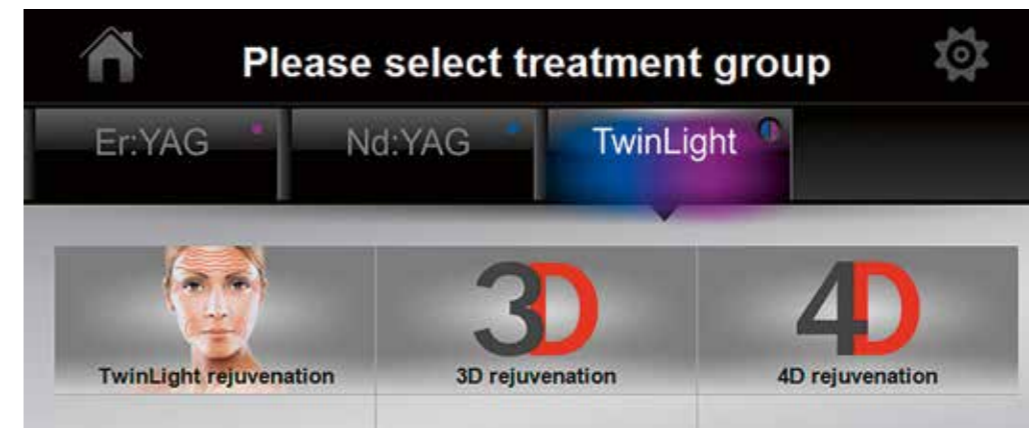 Please select treatment group
Er:YAG Nd:YAG TwinLight
3D 4D
TwinLight rejuvenation 3D rejuvenation 4D rejuvenation